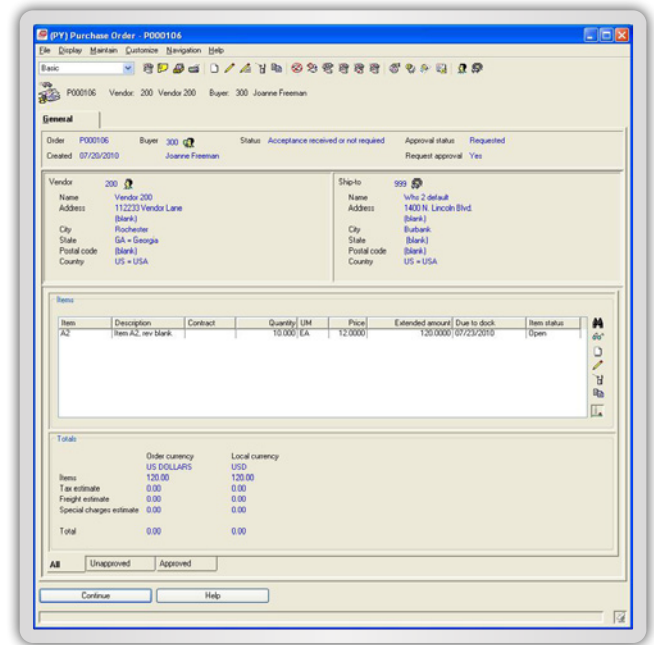 (PY) Purchase Order - P000106
File Display Maintain Customize Navigation Help
Basic
P000106 Vendor: 200 Vendor 200 Buyer: 300 Joanne Freeman
General
Order P000106 Buyer 300 Status Acceptance received or not required Approval status Requested
Created 07/20/2010 Joanne Freeman Request approval Yes
Vendor 200 Ship-to 999
Name Vendor 200 Name Whs 2 default
Address 112233 Vendor Lane Address 1400 N. Lincoln Blvd.
(blank) (blank)
City Rochester City Burbank
State GA = Georgia State (blank)
Postal code (blank) Postal code (blank)
Country US = USA Country US = USA
Items
Item Description Contract Quantity UM Price Extended amount Due to dock Item status
A2 Item A2, rev blank 10.000 EA 12.0000 120.0000 07/23/2010 Open
Totals
Order currency Local currency
US DOLLARS USD
Items 120.00 120.00
Tax estimate 0.00 0.00
Freight estimate 0.00 0.00
Special charges estimate 0.00 0.00
Total 0.00 0.00
All Unapproved Approved
Continue Help